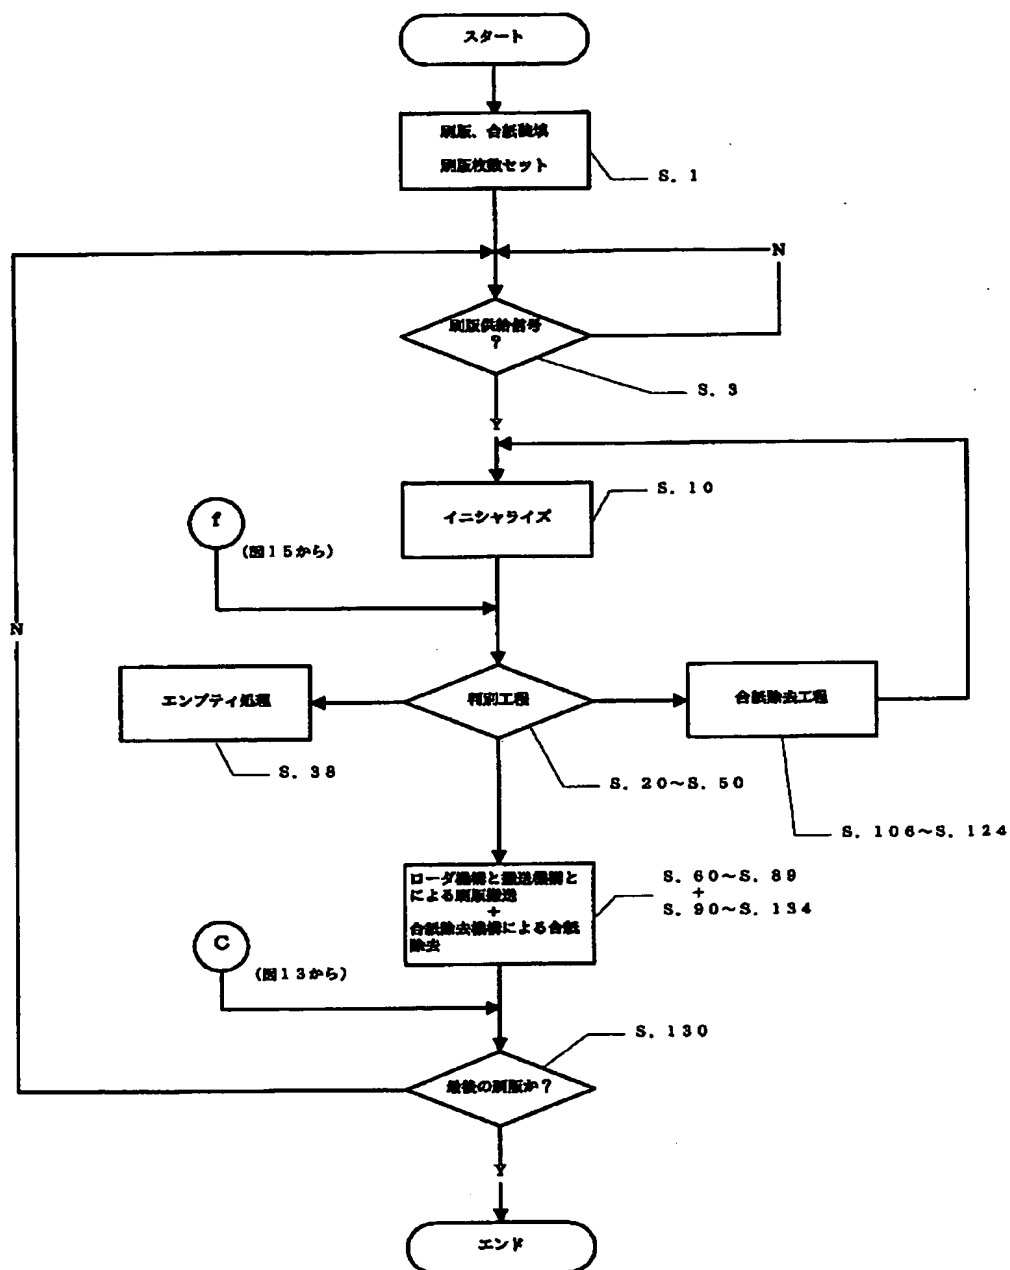 スタート
刷版、合紙装填
刷版枚数セット
S. 1
N
刷版供給信号
?
S. 3
Y
S. 10
イニシャライズ
f
(図15から)
N
エンプティ処理
判別工程
合紙除去工程
S. 38
S. 20〜S. 50
S. 106〜S. 124
ローダ機構と搬送機構と
による刷版搬送
+
合紙除去機構による合紙
除去
S. 60〜S. 89
+
S. 90〜S. 134
C
(図13から)
S. 130
最後の刷版か?
Y
エンド